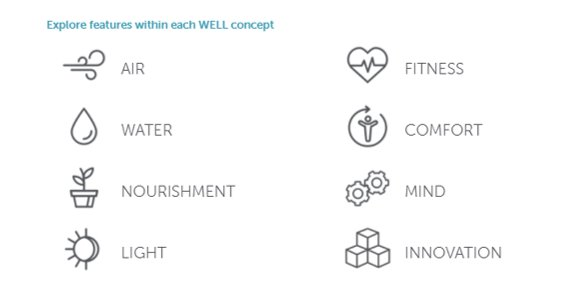 Explore features within each WELL concept
AIR
FITNESS
WATER
COMFORT
NOURISHMENT
MIND
LIGHT
INNOVATION